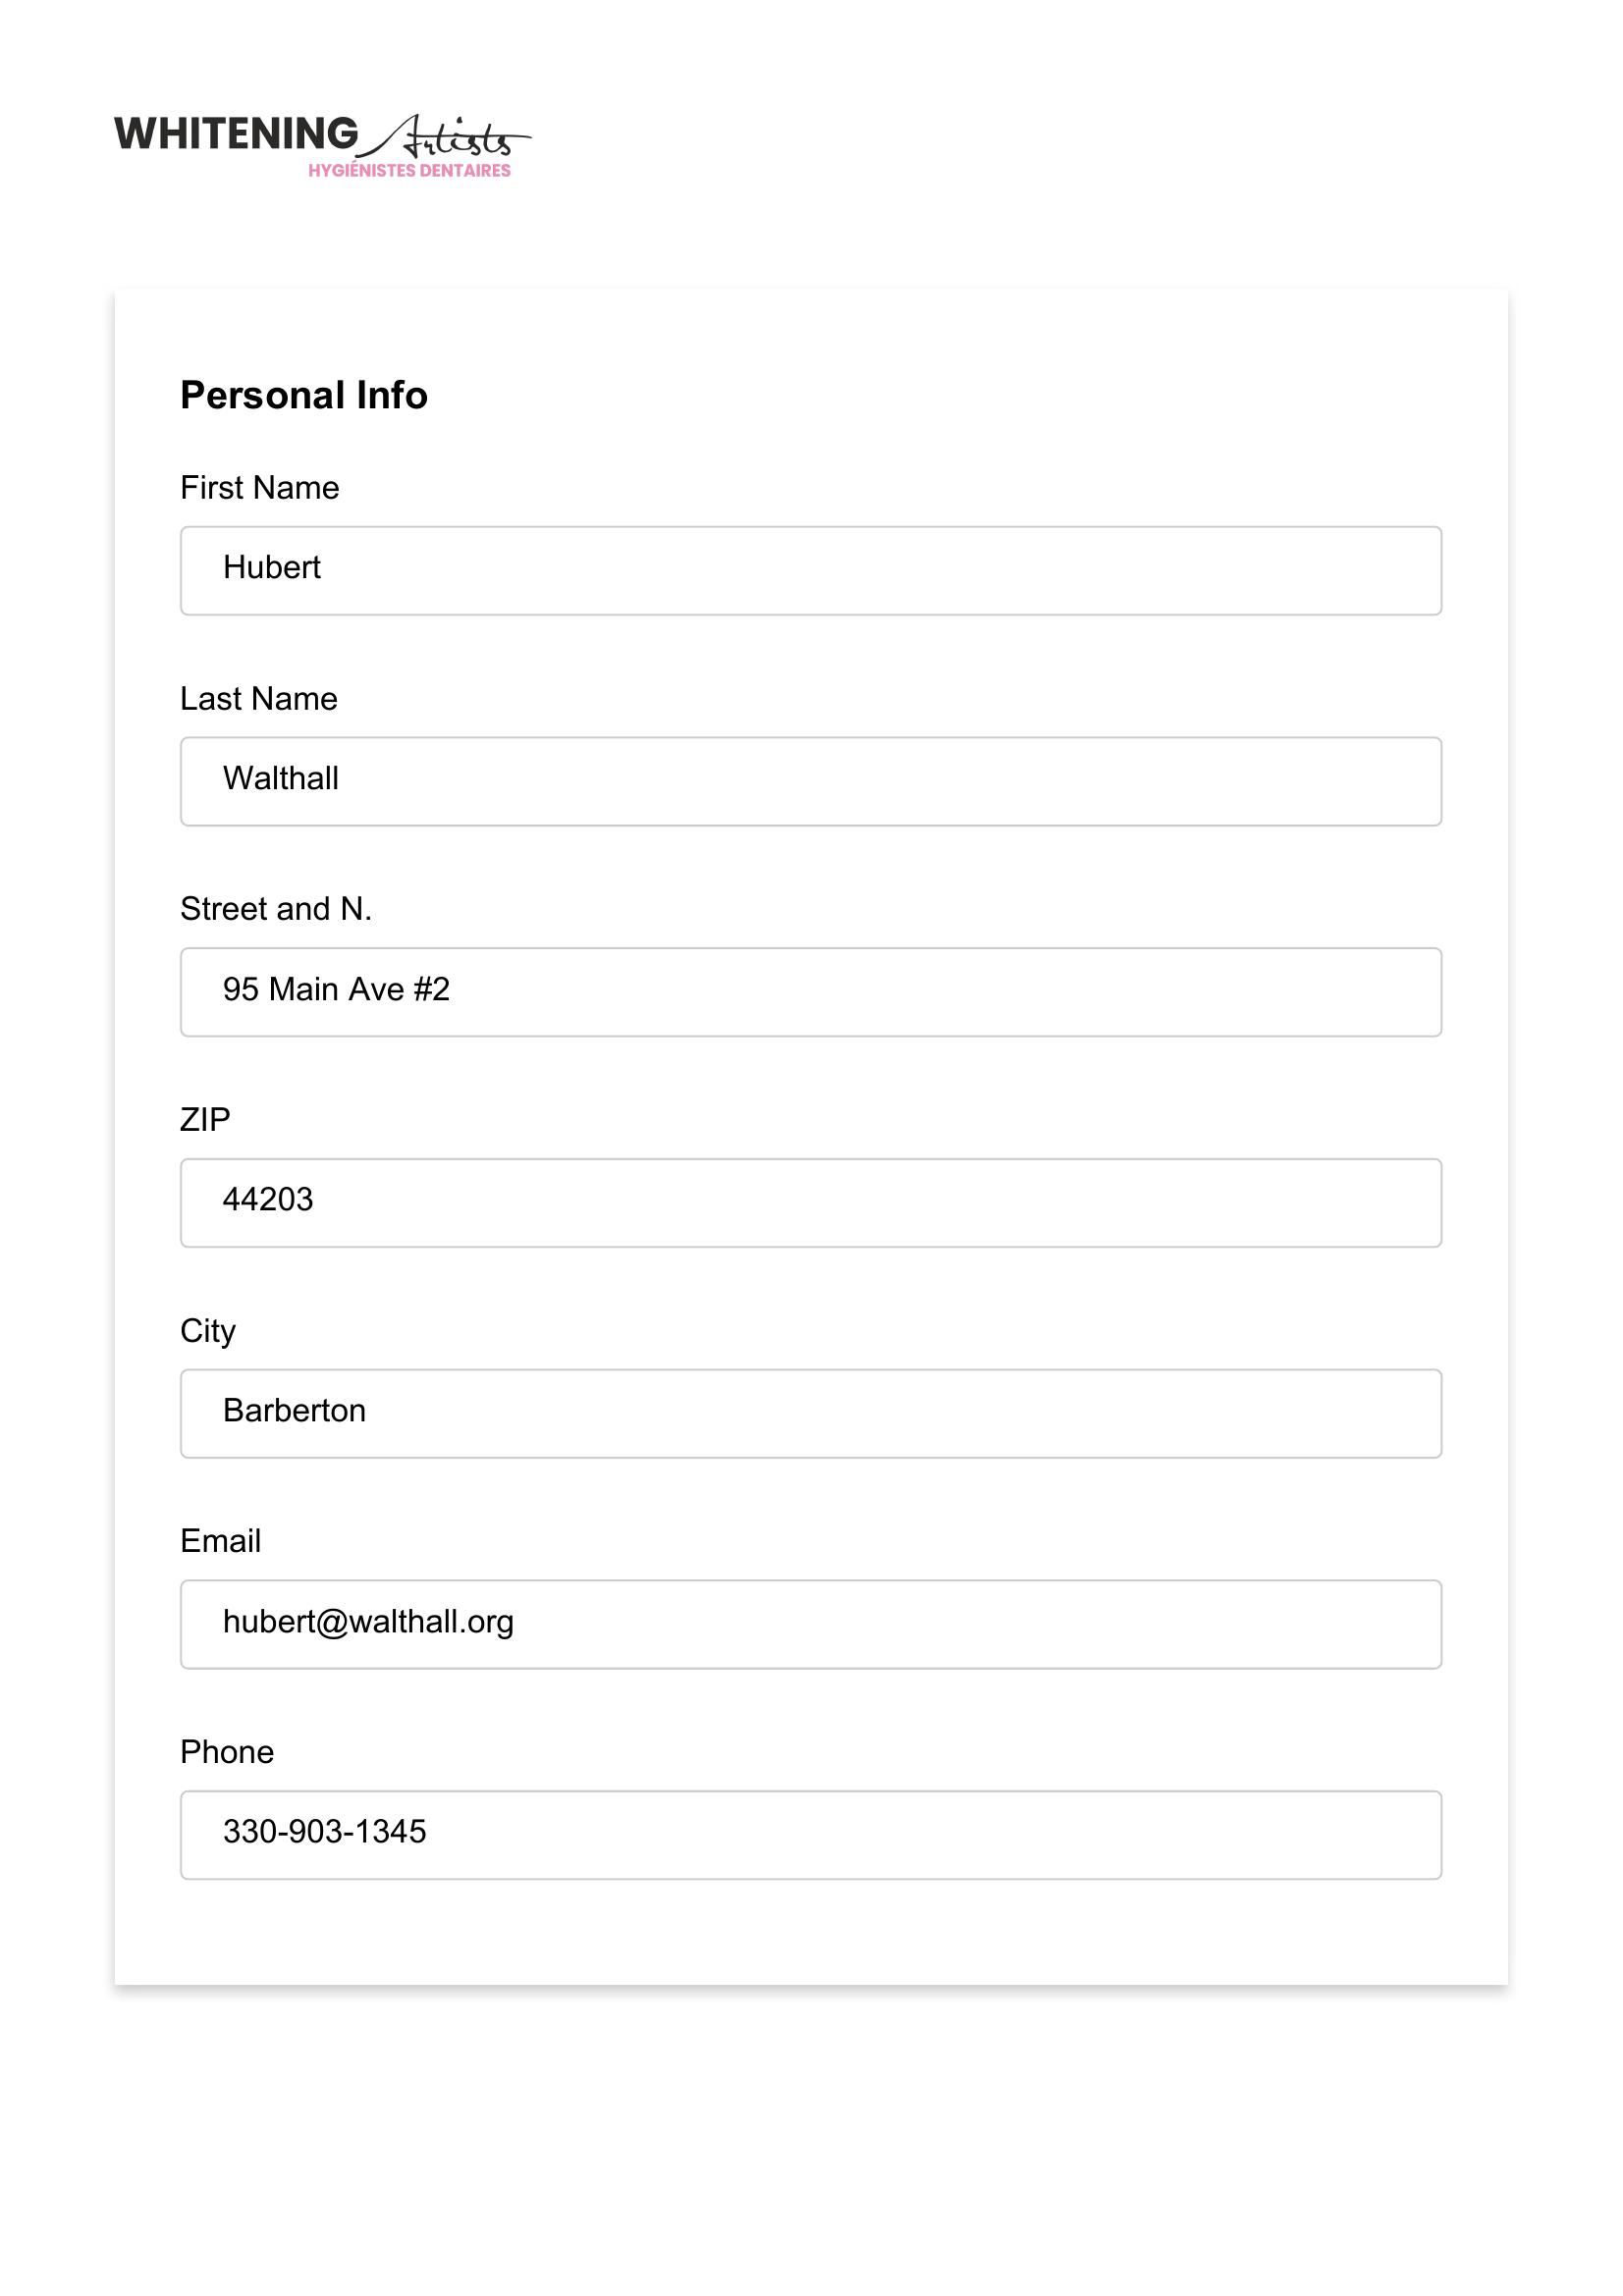 WHITENING Artists
HYGIÉNISTES DENTAIRES
Personal Info
First Name
Hubert
Last Name
Walthall
Street and N.
95 Main Ave #2
ZIP
44203
City
Barberton
Email
hubert@walthall.org
Phone
330-903-1345